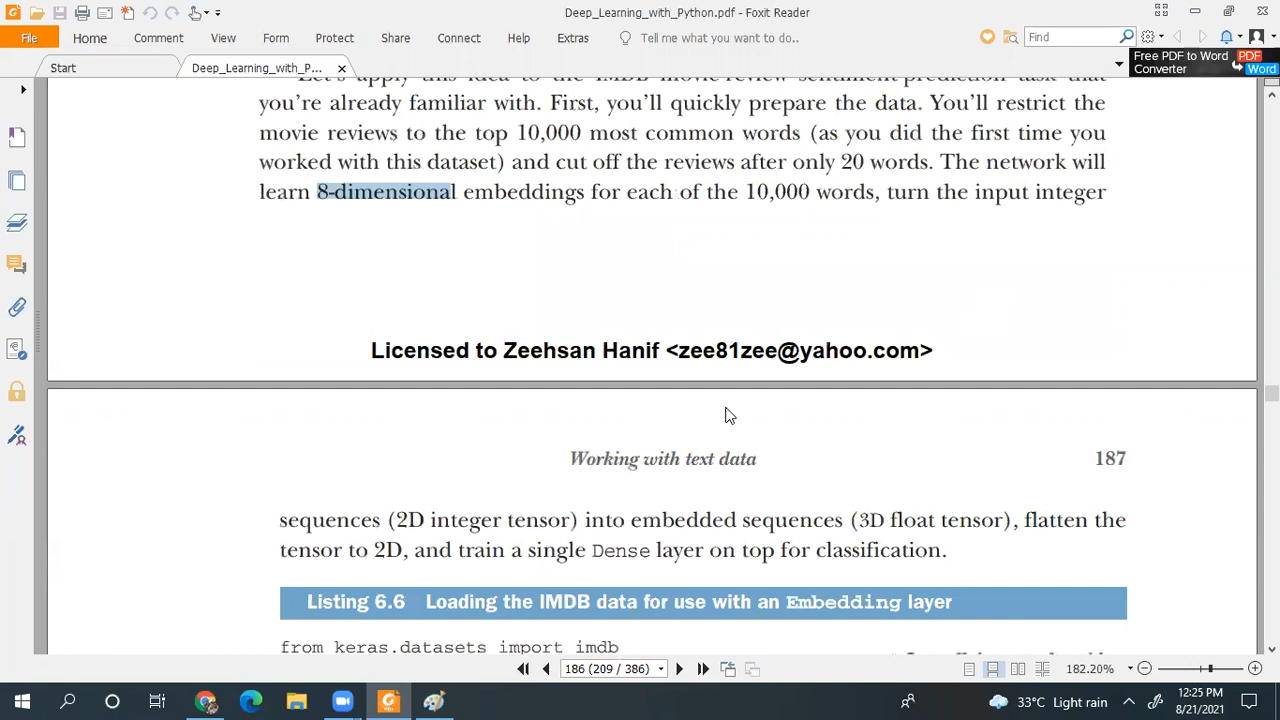 Deep_Learning_with_Python.pdf - Foxit Reader
File Home Comment View Form Protect Share Connect Help Extras Tell me what you want to do.. Find
Start Deep_Learning_with_P...
Free PDF to Word
Converter
PDF
Word
you're already familiar with. First, you'll quickly prepare the data. You'll restrict the
movie reviews to the top 10,000 most common words (as you did the first time you
worked with this dataset) and cut off the reviews after only 20 words. The network will
learn 8-dimensional embeddings for each of the 10,000 words, turn the input integer
Licensed to Zeehsan Hanif <zee81zee@yahoo.com>
Working with text data 187
sequences (2D integer tensor) into embedded sequences (3D float tensor), flatten the
tensor to 2D, and train a single Dense layer on top for classification.
Listing 6.6 Loading the IMDB data for use with an Embedding layer
from keras.datasets import imdb
186 (209 / 386) 182.20%
33°C Light rain
12:25 PM
8/21/2021